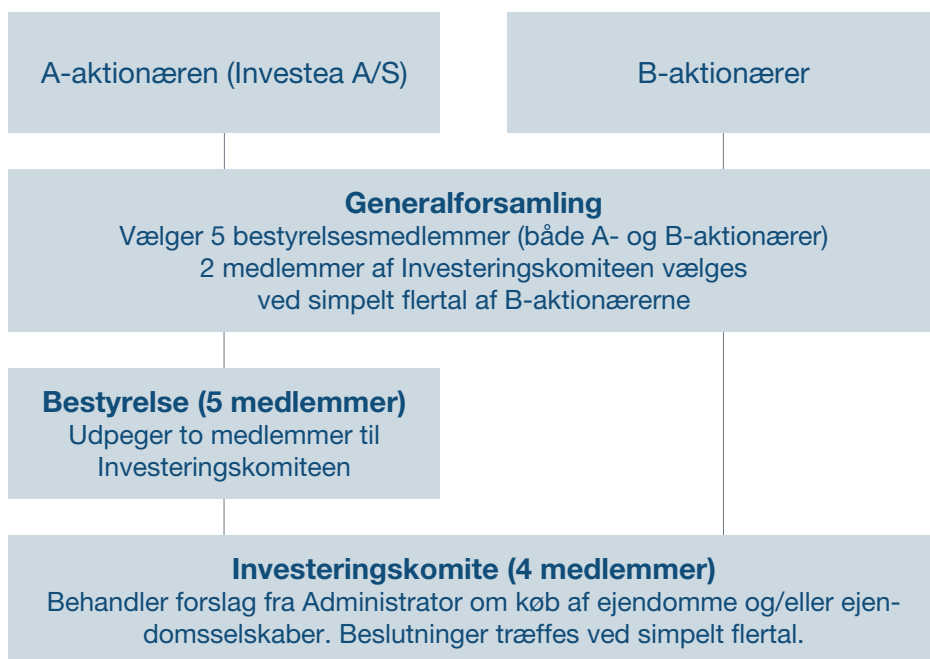 A-aktionæren (Investea A/S)
B-aktionærer
Generalforsamling
Vælger 5 bestyrelsesmedlemmer (både A- og B-aktionærer)
2 medlemmer af Investeringskomiteen vælges
ved simpelt flertal af B-aktionærerne
Bestyrelse (5 medlemmer)
Udpeger to medlemmer til
Investeringskomiteen
Investeringskomite (4 medlemmer)
Behandler forslag fra Administrator om køb af ejendomme og/eller ejen-
domsselskaber. Beslutninger træffes ved simpelt flertal.